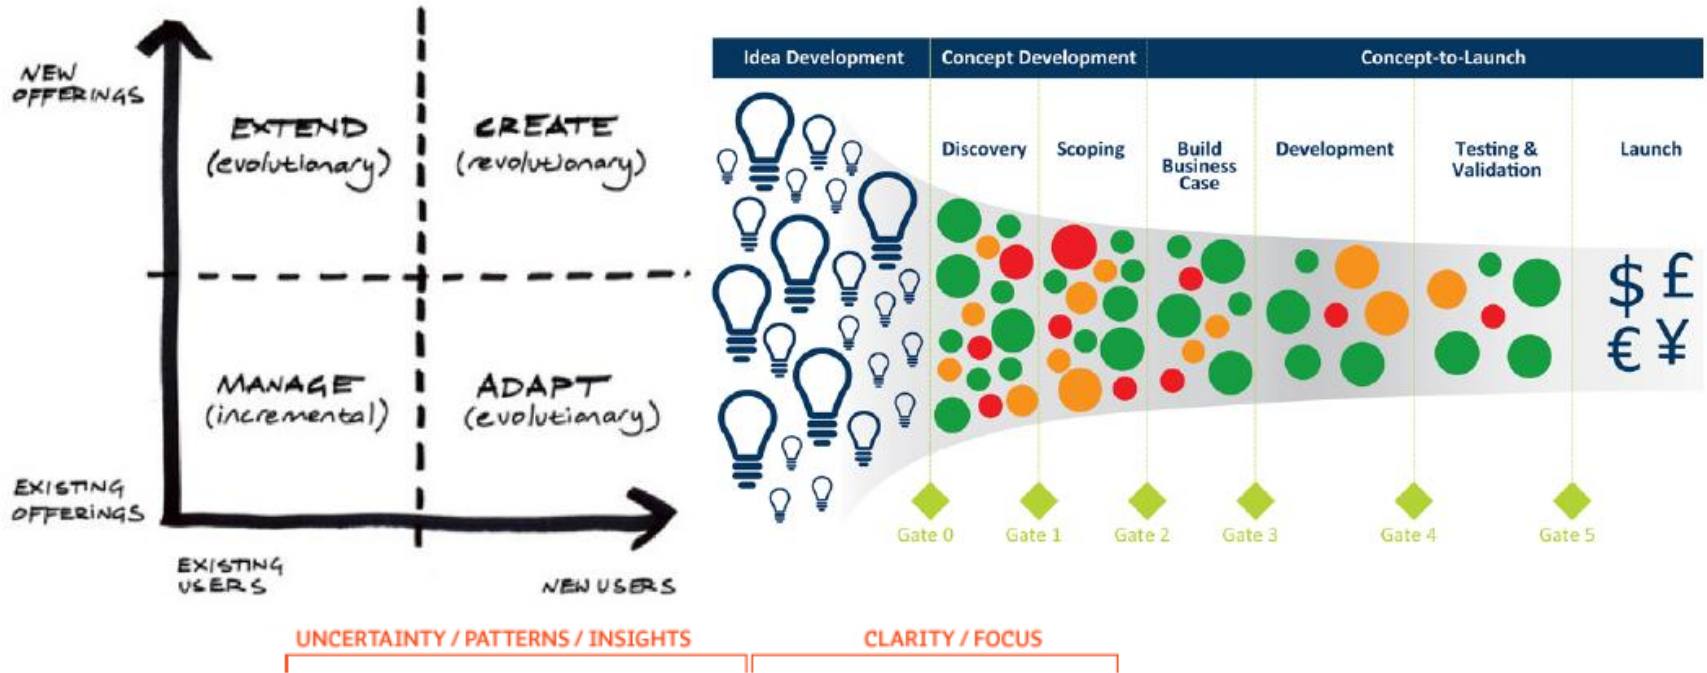 NEW
OFFERINGS
EXTEND
(evolutionary)
CREATE
(revolutionary)
MANAGE
(incremental)
ADAPT
(evolutionary)
EXISTING
OFFERINGS
EXISTING
USERS
NEW USERS
Idea Development
Concept Development
Concept-to-Launch
Discovery
Scoping
Build
Business
Case
Development
Testing &
Validation
Launch
$ £
€ ¥
Gate 0
Gate 1
Gate 2
Gate 3
Gate 4
Gate 5
UNCERTAINTY / PATTERNS / INSIGHTS
CLARITY / FOCUS